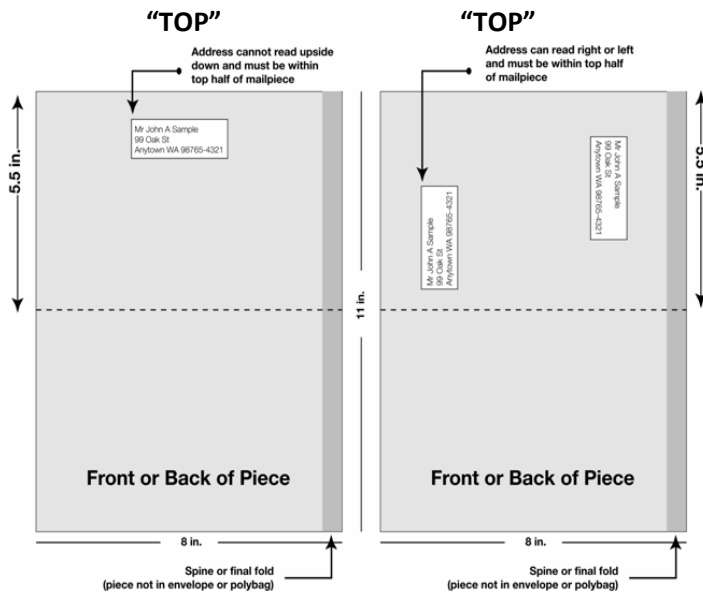 “TOP”
Address cannot read upside
down and must be within
top half of mailpiece
Mr John A Sample
99 Oak St
Anytown WA 98765-4321
5.5 in.
Front or Back of Piece
8 in.
Spine or final fold
(piece not in envelope or polybag)
11 in.
“TOP”
Address can read right or left
and must be within top half
of mailpiece
Mr John A Sample
99 Oak St
Anytown WA 98765-4321
Mr John A Sample
99 Oak St
Anytown WA 98765-4321
5.5 in.
Front or Back of Piece
8 in.
Spine or final fold
(piece not in envelope or polybag)